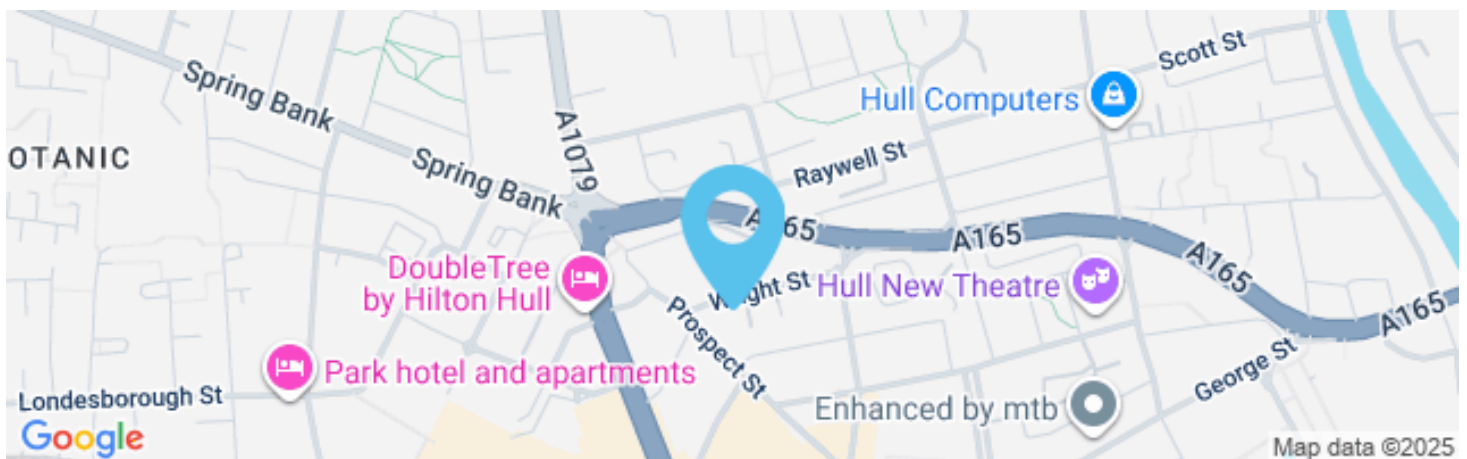 Scott St
Spring Bank
Hull Computers
A1079
OTANIC
Raywell St
Spring Bank
A165
A165
A165
A165
DoubleTree
by Hilton Hull
St
Hull New Theatre
Prospect St
Park hotel and apartments
George St
Londesborough St
Enhanced by mtb
Google
Map data ©2025